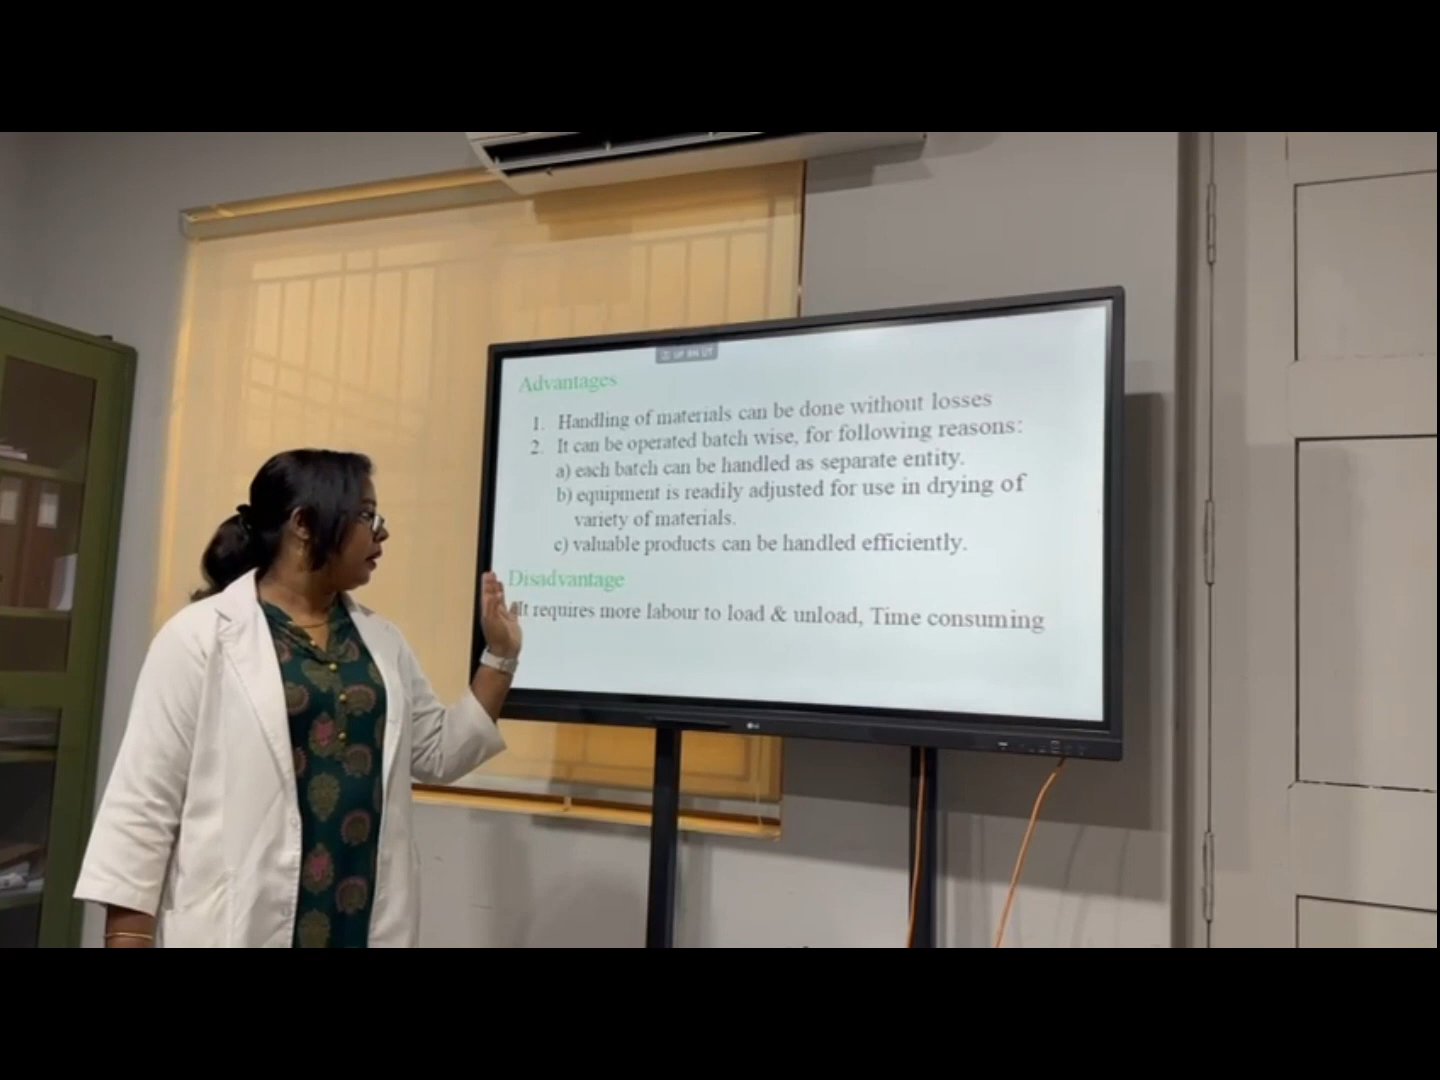 Advantages
1. Handling of materials can be done without losses
2. It can be operated batch wise, for following reasons:
a) each batch can be handled as separate entity.
b) equipment is readily adjusted for use in drying of
variety of materials.
c) valuable products can be handled efficiently.
Disadvantage
It requires more labour to load & unload, Time consuming
LG